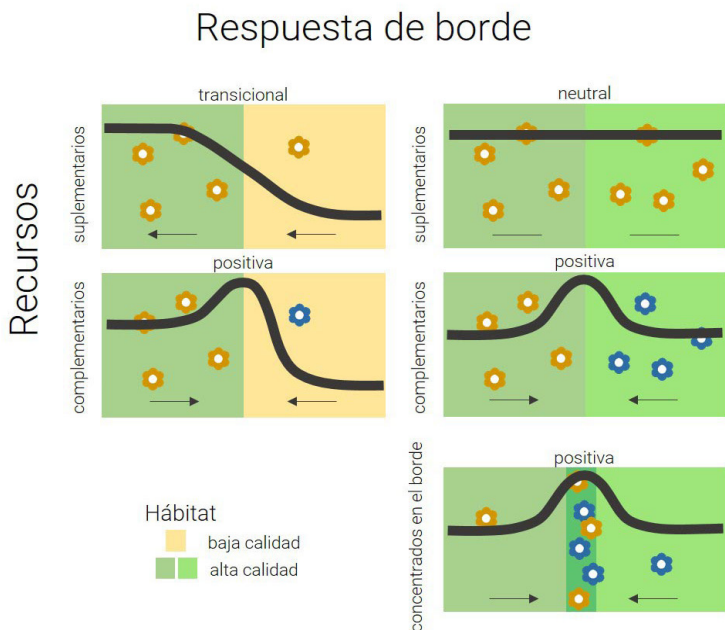 Respuesta de borde
Recursos
transicional
suplementarios
neutral
suplementarios
positiva
complementarios
positiva
complementarios
positiva
concentrados en el borde
Hábitat
baja calidad
alta calidad